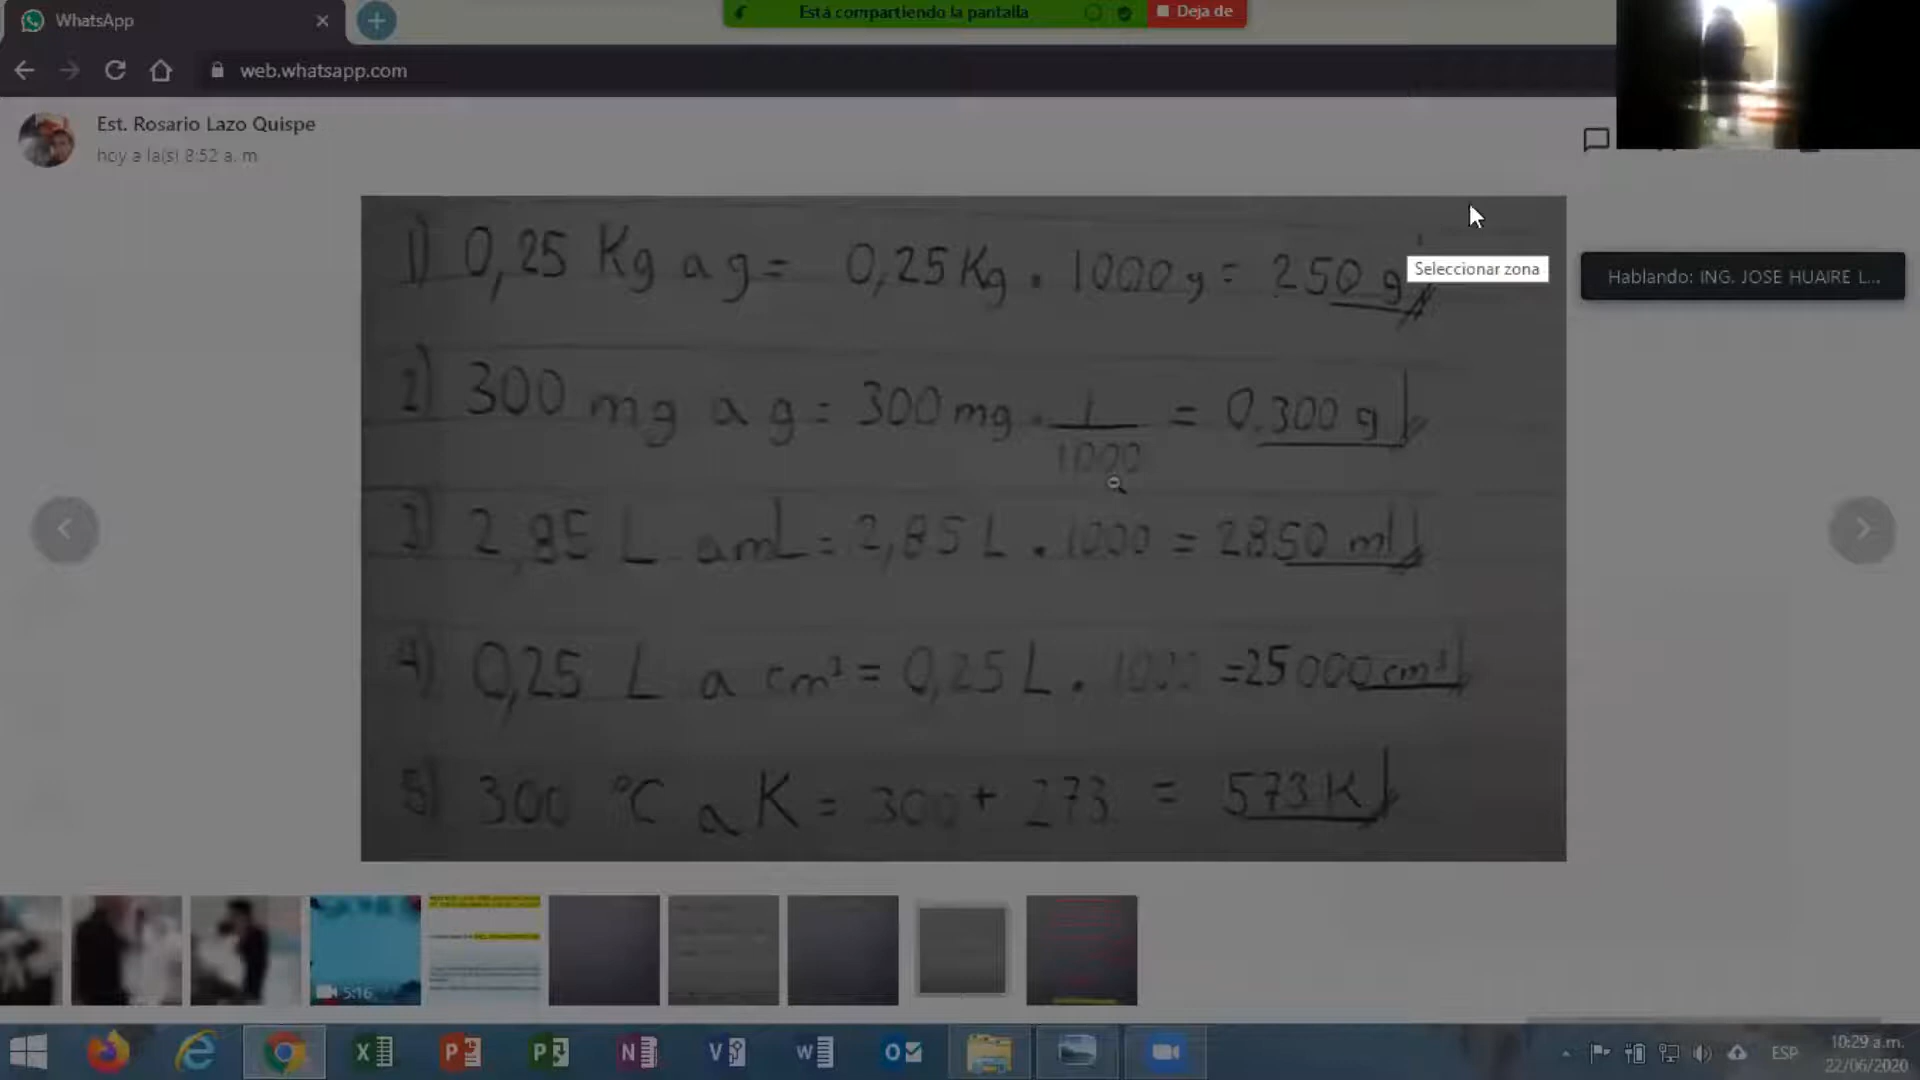 WhatsApp
Está compartiendo la pantalla
Deja de
web.whatsapp.com
Est. Rosario Lazo Quispe
hoy a la(s) 8:52 a. m
Seleccionar zona
Hablando: ING. JOSE HUAIRE L...
1) 0,25 Kg a g = 0,25 Kg . 1000 g = 250 g
2) 300 mg a g = 300 mg . 1/1000 = 0.300 g
3) 2,85 L a mL = 2,85 L . 1000 = 2850 ml
4) 0,25 L a cm³ = 0,25 L . 1000 = 25000 cm³
5) 300 °C a K = 300 + 273 = 573 K
5:16
ESP
10:29 a.m.
22/06/2020